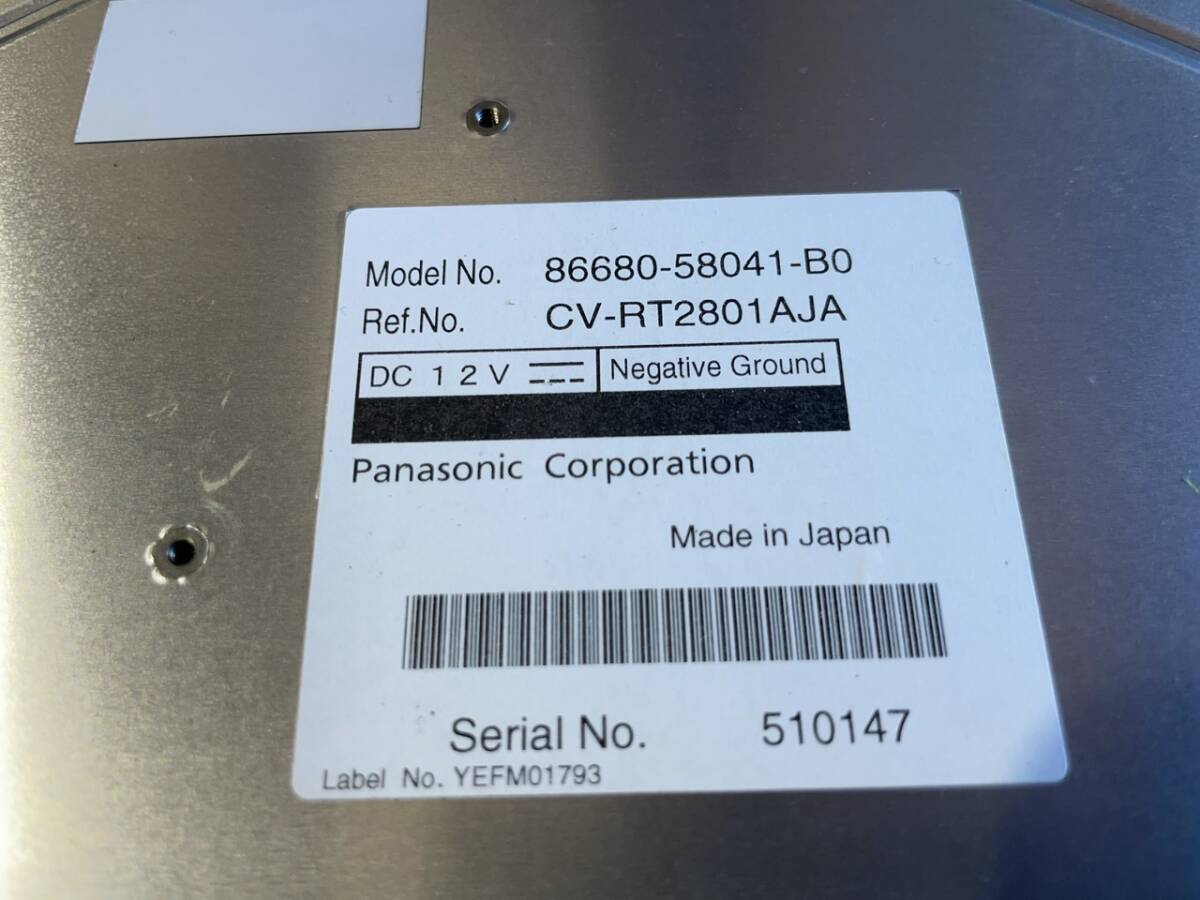 Model No. 86680-58041-B0
Ref.No. CV-RT2801AJA
DC 12V Negative Ground
Panasonic Corporation
Made in Japan
Serial No. 510147
Label No. YEFM01793